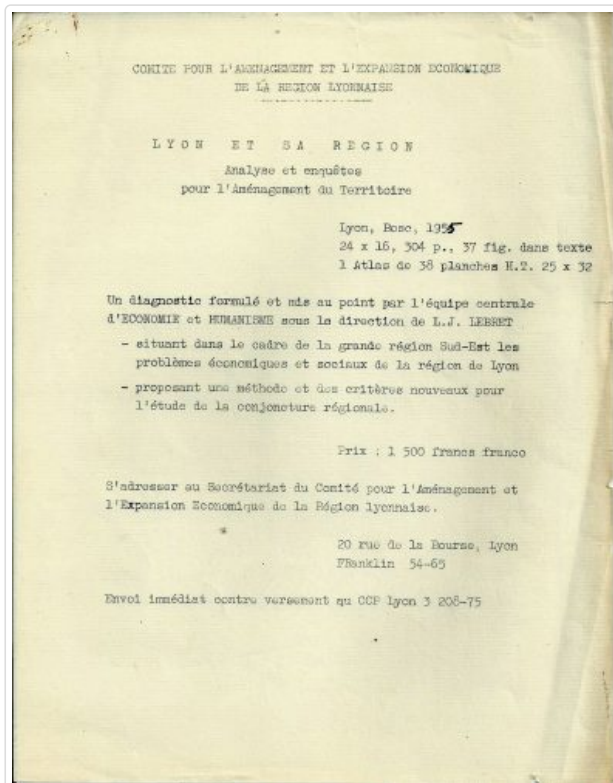 COMITE POUR L'AMENAGEMENT ET L'EXPANSION ECONOMIQUE
DE LA REGION LYONNAISE
LYON ET SA REGION
Analyse et enquêtes
pour l'Aménagement du Territoire
Lyon, Bosc, 1955
24 x 16, 304 p., 37 fig. dans texte
1 Atlas de 38 planches H.T. 25 x 32
Un diagnostic formulé et mis au point par l'équipe centrale
d'ECONOMIE et HUMANISME sous la direction de L.J. LEBRET
- situant dans le cadre de la grande région Sud-Est les
problèmes économiques et sociaux de la région de Lyon
- proposant une méthode et des critères nouveaux pour
l'étude de la conjoncture régionale.
Prix : 1 500 francs franco
S'adresser au Secrétariat du Comité pour l'Aménagement et
l'Expansion Economique de la Région lyonnaise.
20 rue de la Bourse, Lyon
FRanklin 54-65
Envoi immédiat contre versement au CCP Lyon 3 208-75